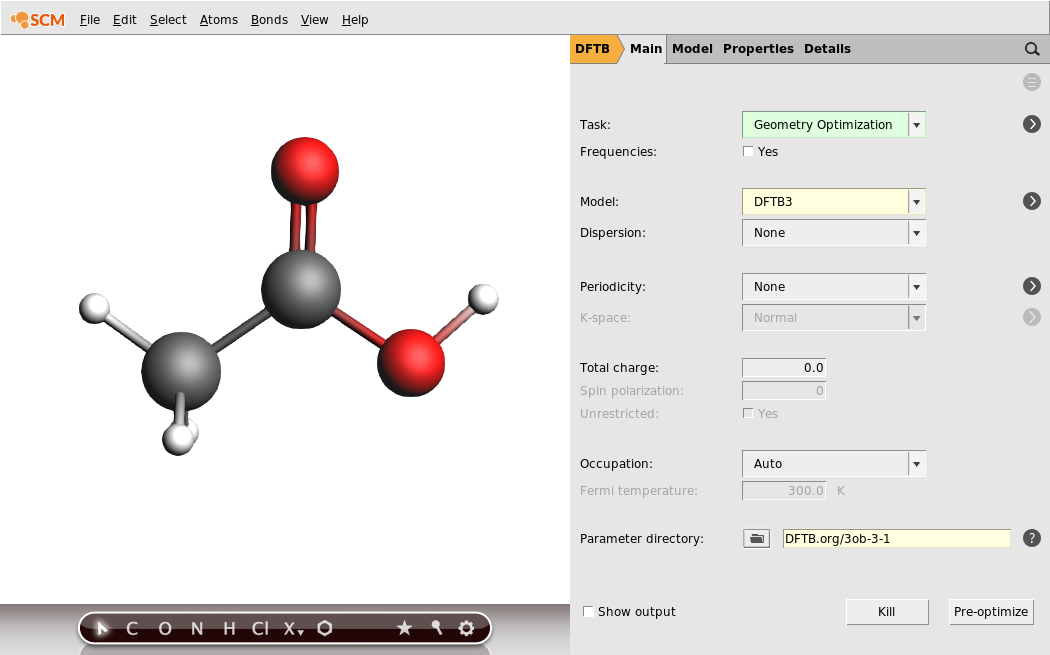 SCM File Edit Select Atoms Bonds View Help
DFTB Main Model Properties Details
Task: Geometry Optimization
Frequencies: Yes
Model: DFTB3
Dispersion: None
Periodicity: None
K-space: Normal
Total charge: 0.0
Spin polarization: 0
Unrestricted: Yes
Occupation: Auto
Fermi temperature: 300.0 K
Parameter directory: DFTB.org/3ob-3-1 ?
Show output Kill Pre-optimize
C O N H Cl X